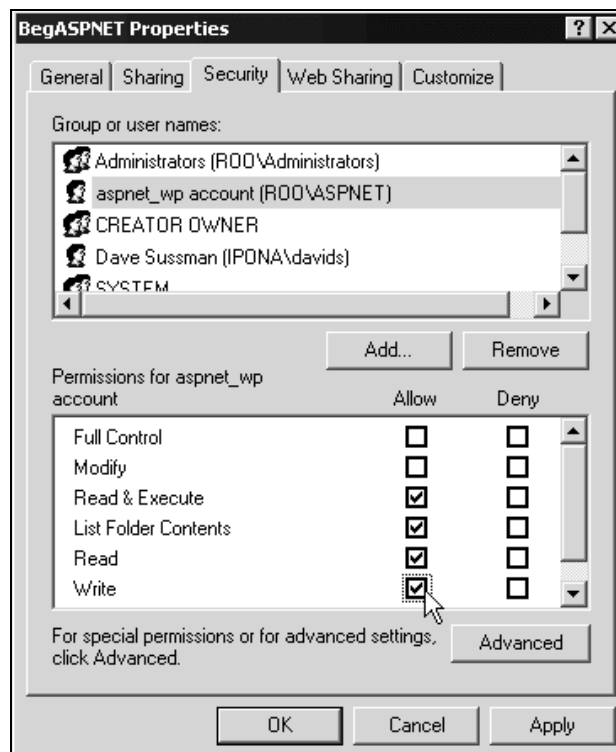 BegASPNET Properties
General Sharing Security Web Sharing Customize
Group or user names:
Administrators (ROO\Administrators)
aspnet_wp account (ROO\ASPNET)
CREATOR OWNER
Dave Sussman (IPONA\davids)
SYSTEM
Add... Remove
Permissions for aspnet_wp
account Allow Deny
Full Control
Modify
Read & Execute
List Folder Contents
Read
Write
For special permissions or for advanced settings,
click Advanced. Advanced
OK Cancel Apply